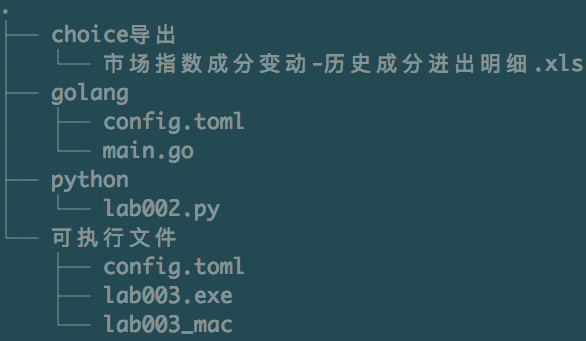 .
├── choice导出
│   └── 市场指数成分变动-历史成分进出明细.xls
├── golang
│   ├── config.toml
│   └── main.go
├── python
│   └── lab002.py
└── 可执行文件
    ├── config.toml
    ├── lab003.exe
    └── lab003_mac